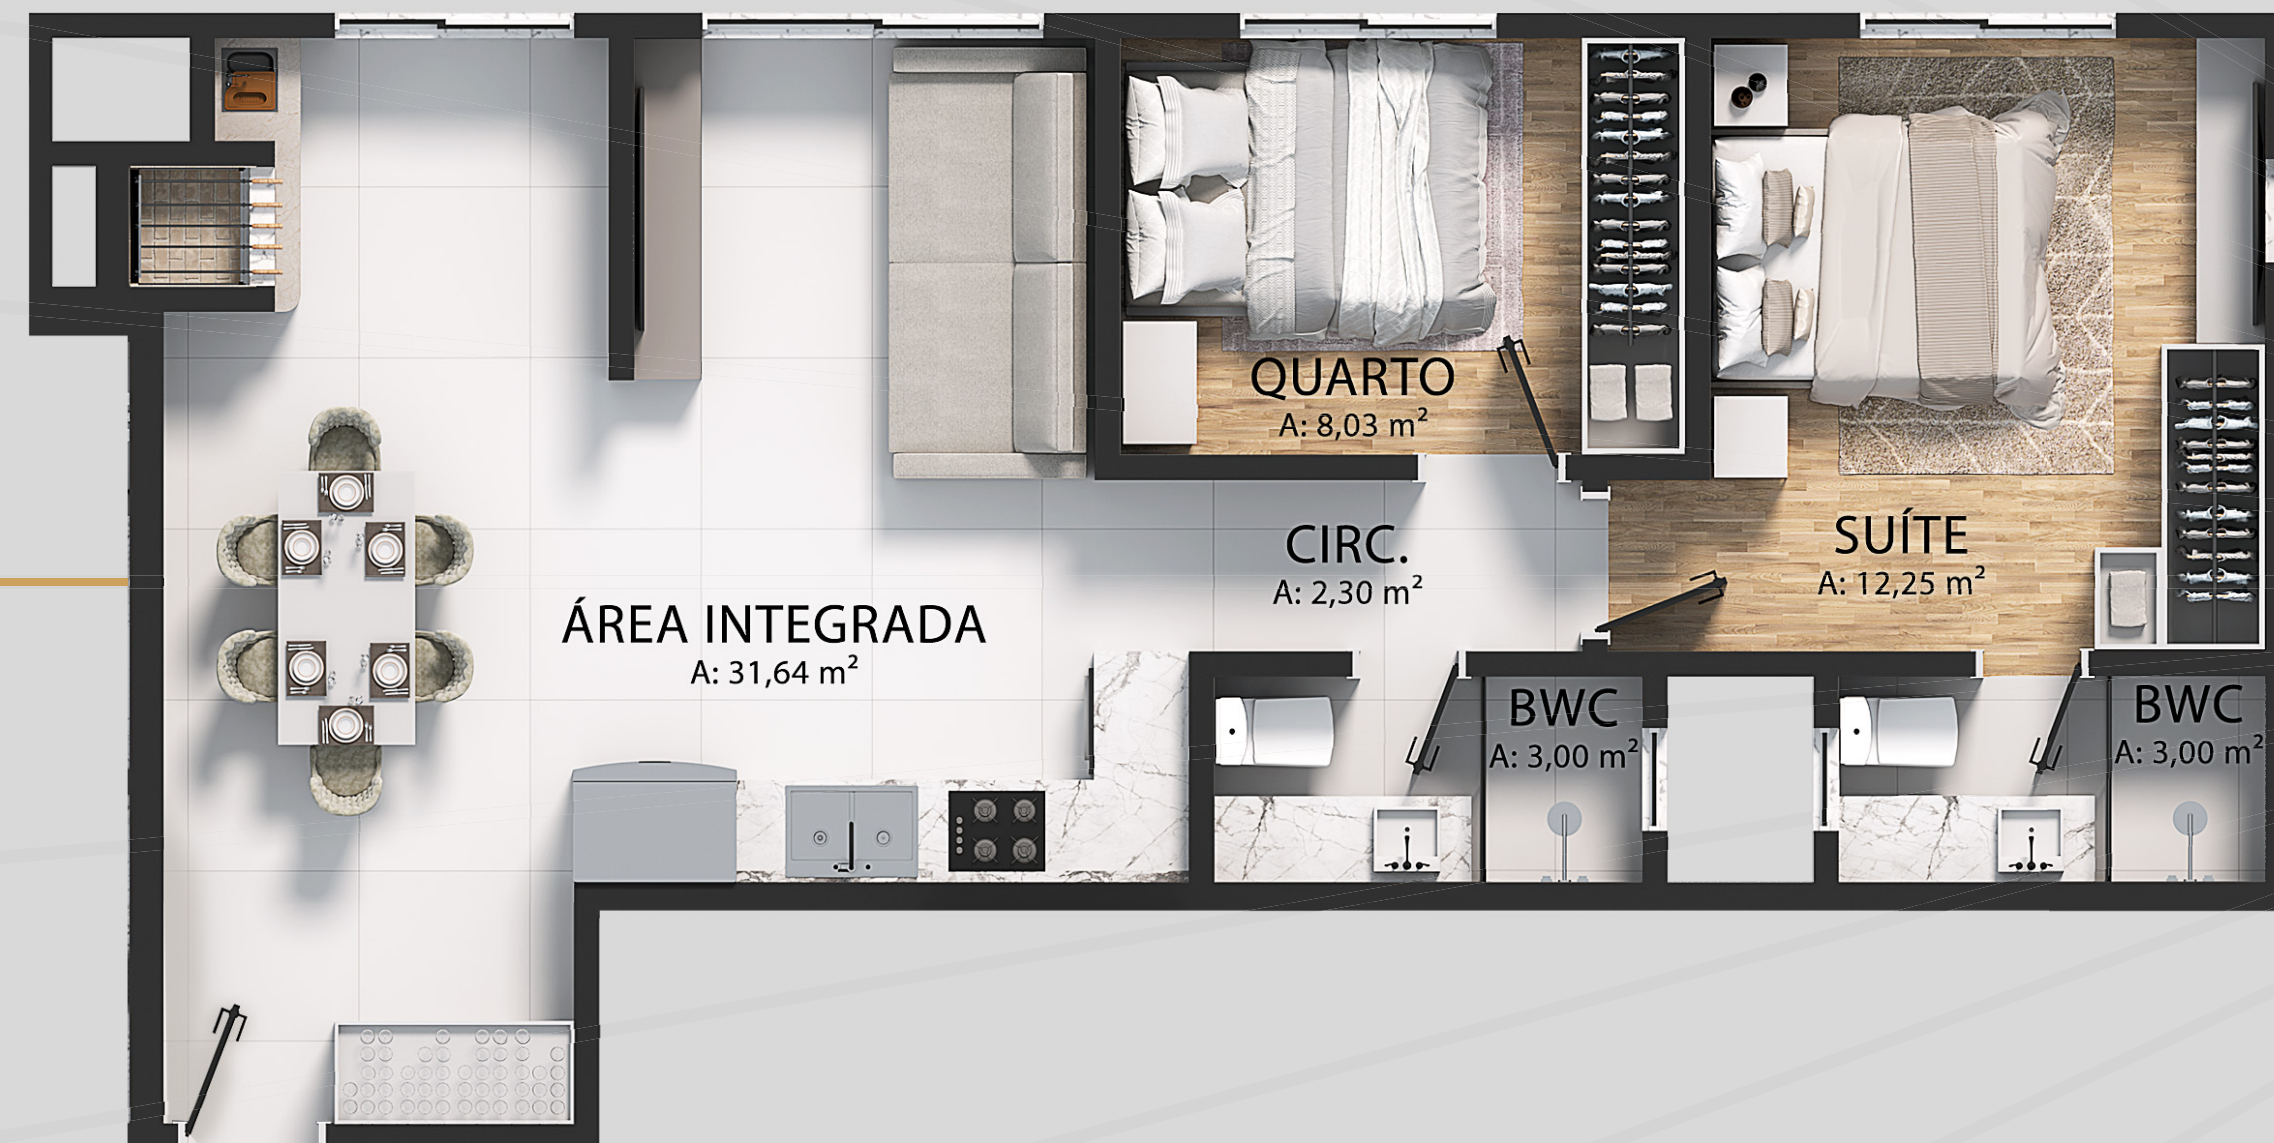 QUARTO
A: 8,03 m²
CIRC.
A: 2,30 m²
SUÍTE
A: 12,25 m²
ÁREA INTEGRADA
A: 31,64 m²
BWC
A: 3,00 m²
BWC
A: 3,00 m²